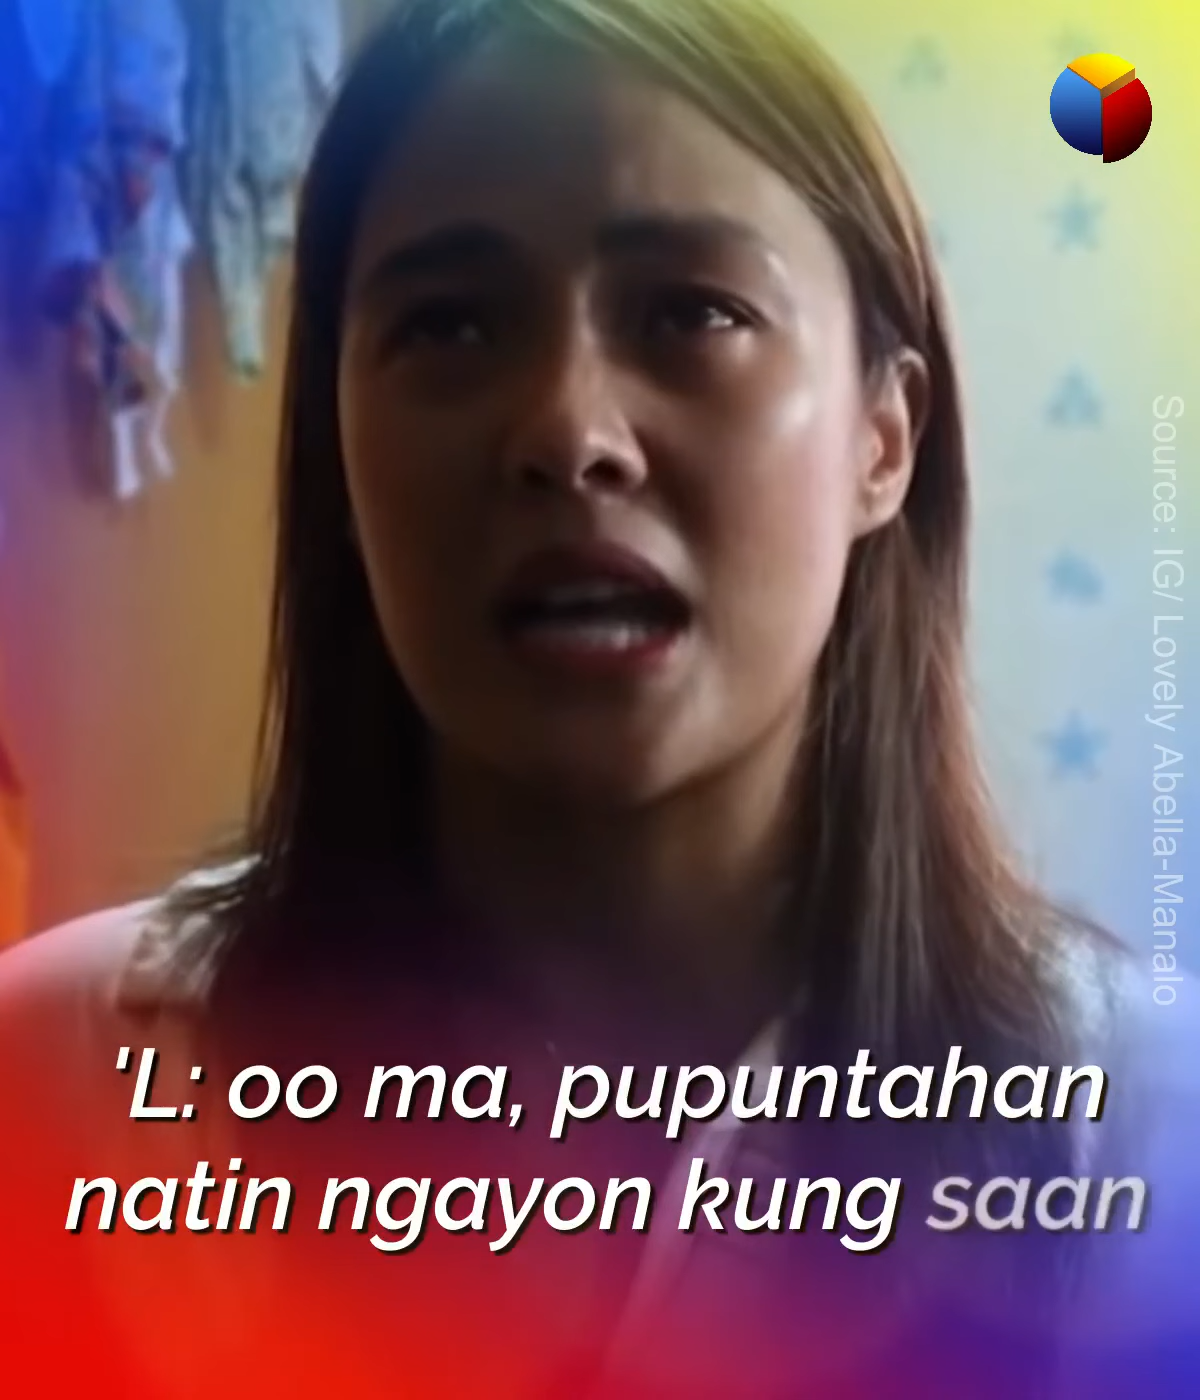 Source: IG/ Lovely Abella-Manalo
'L: oo ma, pupuntahan
natin ngayon kung saan